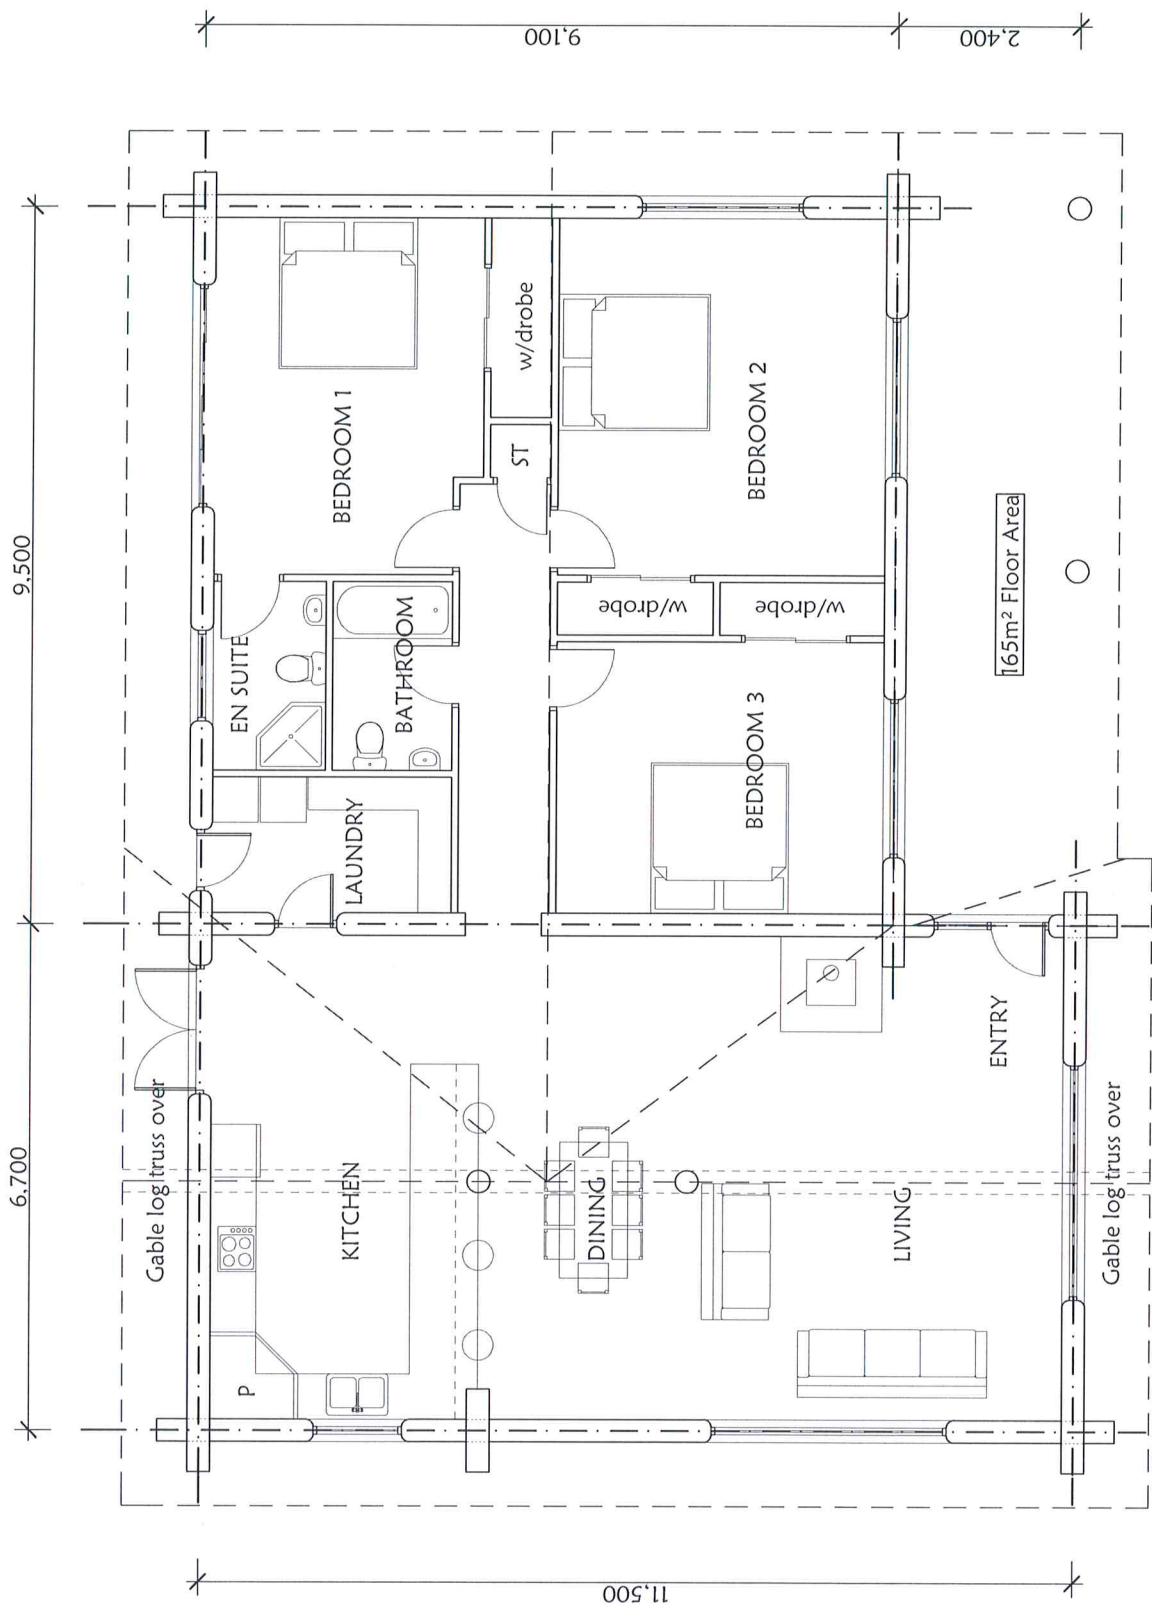 6,700
9,500
11,500
9,100
2,400
Gable log truss over
P
KITCHEN
LAUNDRY
EN SUITE
BATHROOM
BEDROOM 1
w/drobe
ST
DINING
LIVING
ENTRY
BEDROOM 3
w/drobe
w/drobe
BEDROOM 2
Gable log truss over
165m² Floor Area